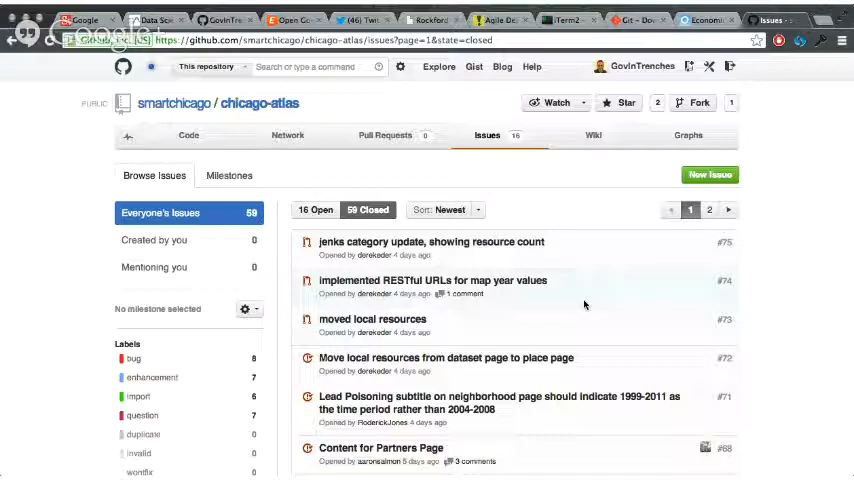 Google
Data Scie
GovInTre
Open Go
(46) Twit
Rockford
Agile De
iTerm2
Git - Dow
Economic
Issues ·
Google+
GitHub, Inc. [US] https://github.com/smartchicago/chicago-atlas/issues?page=1&state=closed
This repository
Search or type a command
Explore Gist Blog Help
GovInTrenches
PUBLIC
smartchicago / chicago-atlas
Watch
Star 2
Fork 1
Code Network Pull Requests 0 Issues 16 Wiki Graphs
Browse Issues Milestones
New Issue
Everyone's Issues 59
Created by you 0
Mentioning you 0
No milestone selected
Labels
bug 8
enhancement 7
import 6
question 7
duplicate 0
invalid 0
wontfix
16 Open 59 Closed Sort: Newest
1 2
jenks category update, showing resource count #75
Opened by derekeder 4 days ago
implemented RESTful URLs for map year values #74
Opened by derekeder 4 days ago 1 comment
moved local resources #73
Opened by derekeder 4 days ago
Move local resources from dataset page to place page #72
Opened by derekeder 4 days ago
Lead Poisoning subtitle on neighborhood page should indicate 1999-2011 as #71
the time period rather than 2004-2008
Opened by RoderickJones 4 days ago
Content for Partners Page #68
Opened by aaronsalmon 5 days ago 3 comments